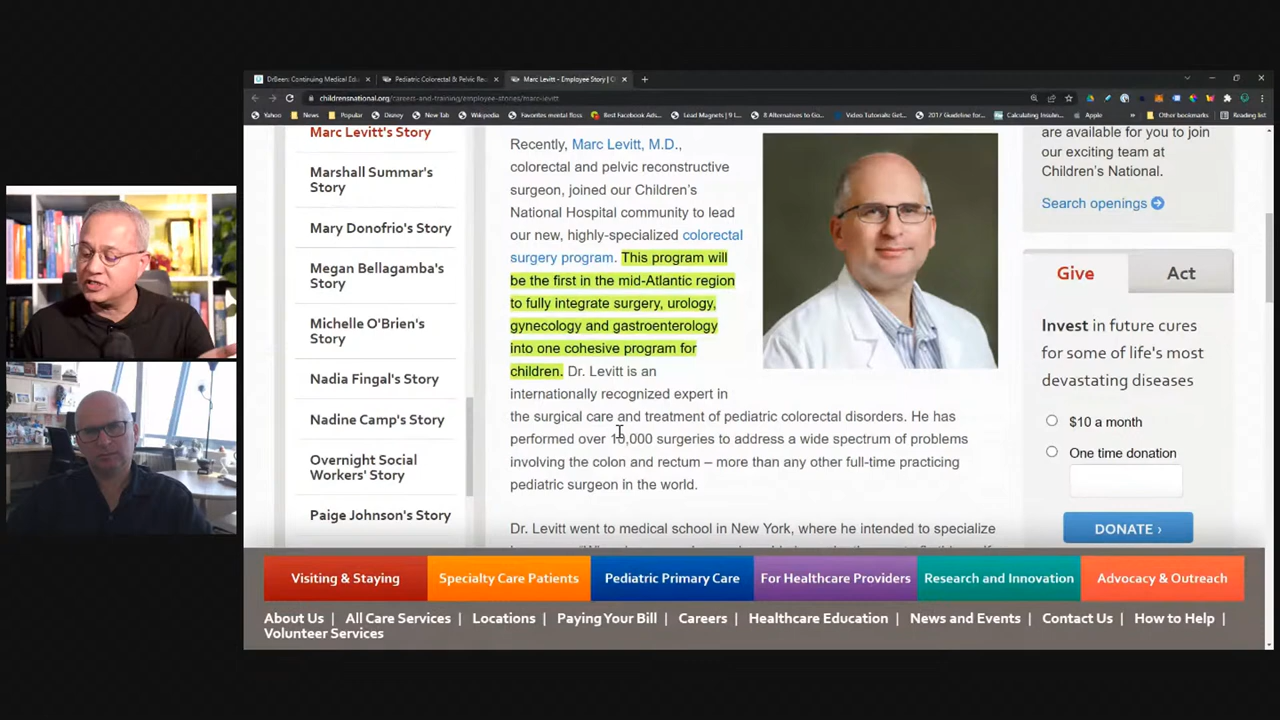 DrBeen: Continuing Medical Edu
Pediatric Colorectal & Pelvic Re
Marc Levitt - Employee Story | C
childrensnational.org/careers-and-training/employee-stories/marc-levitt
Yahoo
News
Popular
Disney
New Tab
Wikipedia
Favorites mental floss
Best Facebook Ads...
Lead Magnets | 9 L...
8 Alternatives to Go...
Video Tutorials: Get...
2017 Guideline for...
Calculating Insulin...
Apple
Other bookmarks
Reading list
Marc Levitt's Story
Marshall Summar's
Story
Mary Donofrio's Story
Megan Bellagamba's
Story
Michelle O'Brien's
Story
Nadia Fingal's Story
Nadine Camp's Story
Overnight Social
Workers' Story
Paige Johnson's Story
Recently, Marc Levitt, M.D.,
colorectal and pelvic reconstructive
surgeon, joined our Children's
National Hospital community to lead
our new, highly-specialized colorectal
surgery program. This program will
be the first in the mid-Atlantic region
to fully integrate surgery, urology,
gynecology and gastroenterology
into one cohesive program for
children. Dr. Levitt is an
internationally recognized expert in
the surgical care and treatment of pediatric colorectal disorders. He has
performed over surgeries to address a wide spectrum of problems
involving the colon and rectum – more than any other full-time practicing
pediatric surgeon in the world.
Dr. Levitt went to medical school in New York, where he intended to specialize
are available for you to join
our exciting team at
Children's National.
Search openings
Give
Act
Invest in future cures
for some of life's most
devastating diseases
$10 a month
One time donation
DONATE ›
Visiting & Staying
Specialty Care Patients
Pediatric Primary Care
For Healthcare Providers
Research and Innovation
Advocacy & Outreach
About Us | All Care Services | Locations | Paying Your Bill | Careers | Healthcare Education | News and Events | Contact Us | How to Help |
Volunteer Services